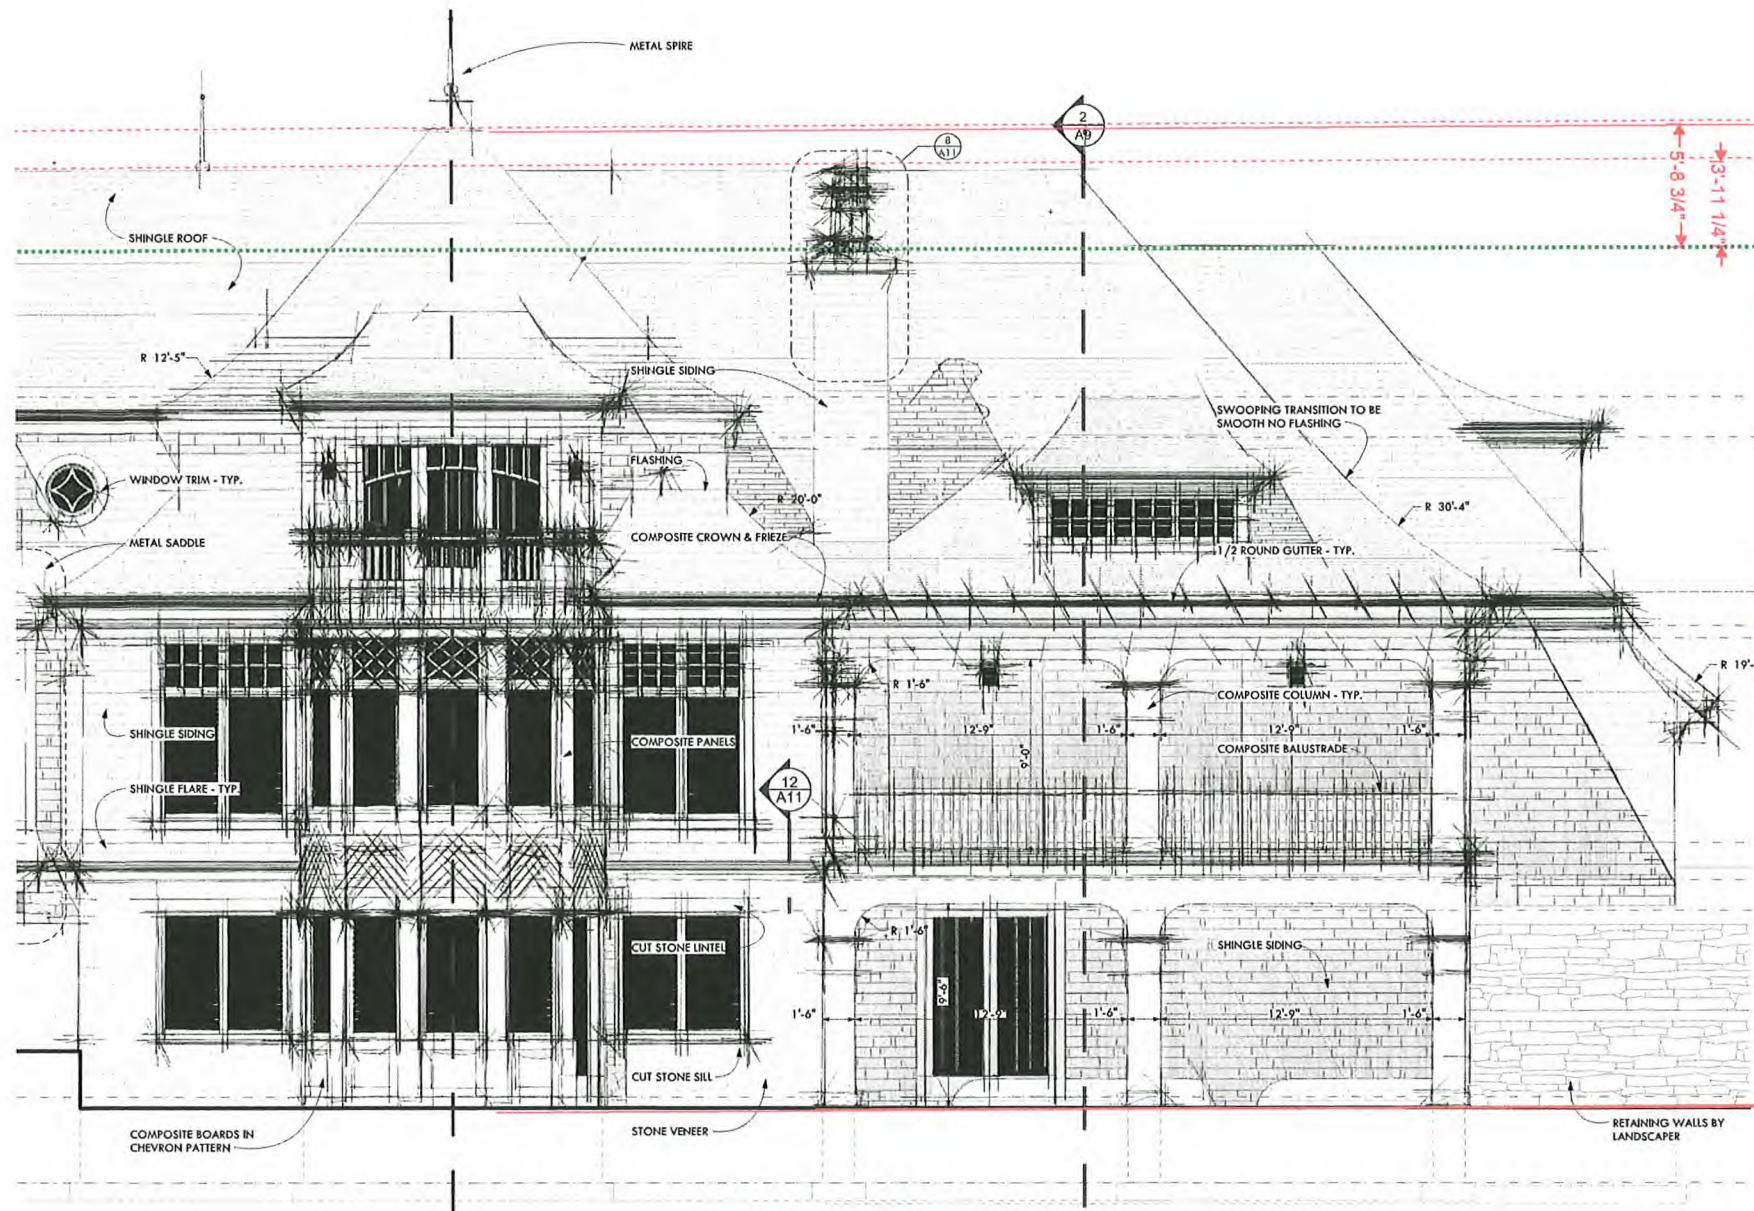 METAL SPIRE
2
A9
8
A11
5'-8 3/4"
3'-11 1/4"
SHINGLE ROOF
R 12'-5"
SHINGLE SIDING
SWOOPING TRANSITION TO BE
SMOOTH NO FLASHING
WINDOW TRIM - TYP.
FLASHING
R 20'-0"
R 30'-4"
METAL SADDLE
COMPOSITE CROWN & FRIEZE
1/2 ROUND GUTTER - TYP.
R 1'-6"
R 19'-
COMPOSITE COLUMN - TYP.
SHINGLE SIDING
COMPOSITE PANELS
1'-6"
12'-9"
1'-6"
12'-9"
1'-6"
9'-0"
COMPOSITE BALUSTRADE
SHINGLE FLARE - TYP.
12
A11
CUT STONE LINTEL
R 1'-6"
SHINGLE SIDING
9'-6"
1'-6"
12'-9"
1'-6"
12'-9"
1'-6"
CUT STONE SILL
COMPOSITE BOARDS IN
CHEVRON PATTERN
STONE VENEER
RETAINING WALLS BY
LANDSCAPER